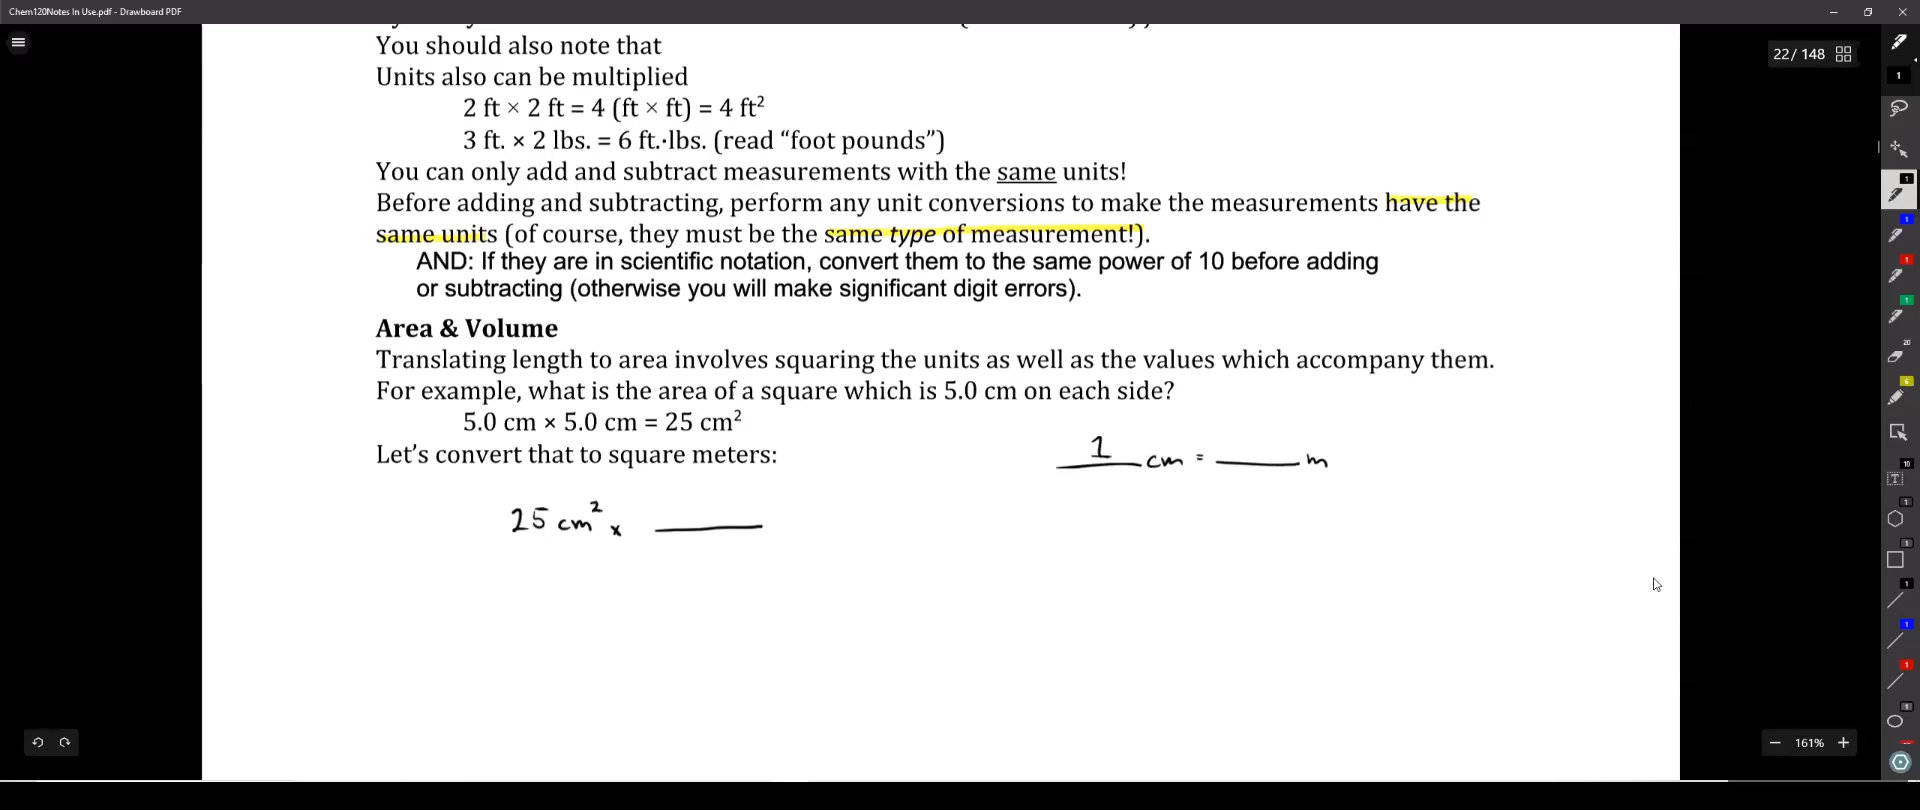 Chem120Notes In Use.pdf - Drawboard PDF
22/ 148
You should also note that
Units also can be multiplied
2 ft × 2 ft = 4 (ft × ft) = 4 ft²
3 ft. × 2 lbs. = 6 ft.·lbs. (read “foot pounds”)
You can only add and subtract measurements with the same units!
Before adding and subtracting, perform any unit conversions to make the measurements have the
same units (of course, they must be the same type of measurement!).
AND: If they are in scientific notation, convert them to the same power of 10 before adding
or subtracting (otherwise you will make significant digit errors).
Area & Volume
Translating length to area involves squaring the units as well as the values which accompany them.
For example, what is the area of a square which is 5.0 cm on each side?
5.0 cm × 5.0 cm = 25 cm²
Let’s convert that to square meters:
1 cm = ____ m
25 cm² x ____
161%